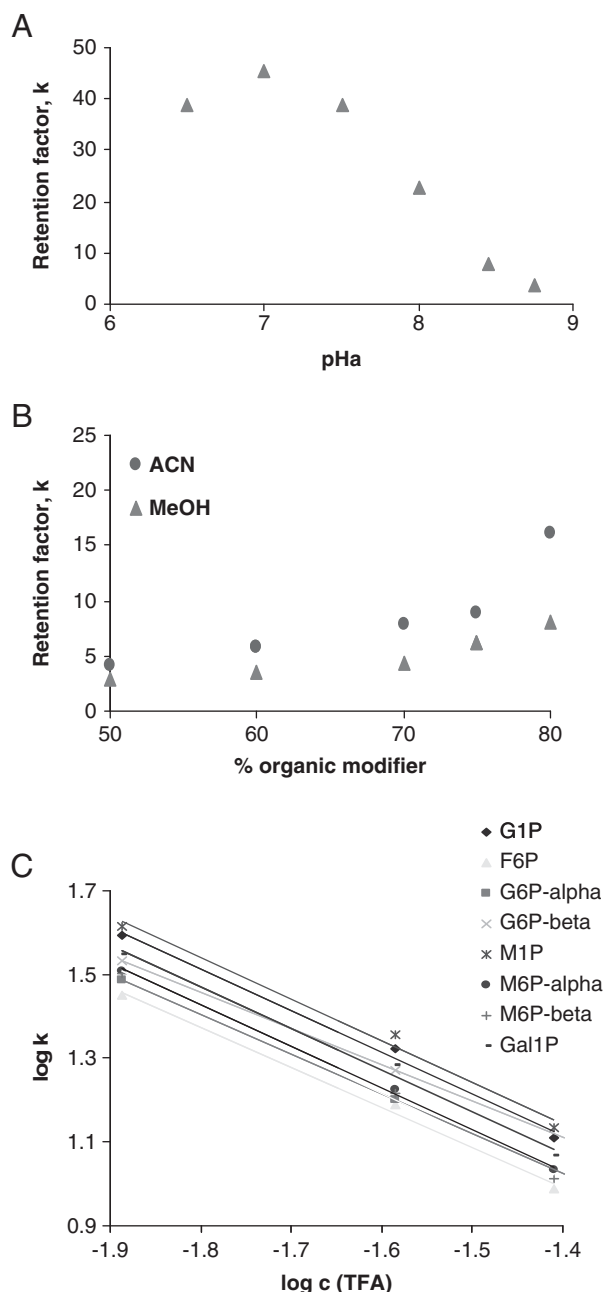 A
50
40
30
20
10
0
Retention factor, k
6 7 8 9
pHa
B
25
20
15
10
5
0
Retention factor, k
ACN
MeOH
50 60 70 80
% organic modifier
C
G1P
F6P
G6P-alpha
G6P-beta
M1P
M6P-alpha
M6P-beta
Gal1P
1.7
1.5
1.3
1.1
0.9
log k
-1.9 -1.8 -1.7 -1.6 -1.5 -1.4
log c (TFA)